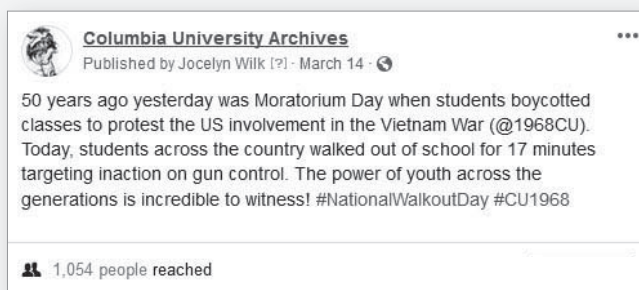 Columbia University Archives
Published by Jocelyn Wilk [?] · March 14 ·
50 years ago yesterday was Moratorium Day when students boycotted
classes to protest the US involvement in the Vietnam War (@1968CU).
Today, students across the country walked out of school for 17 minutes
targeting inaction on gun control. The power of youth across the
generations is incredible to witness! #NationalWalkoutDay #CU1968
1,054 people reached